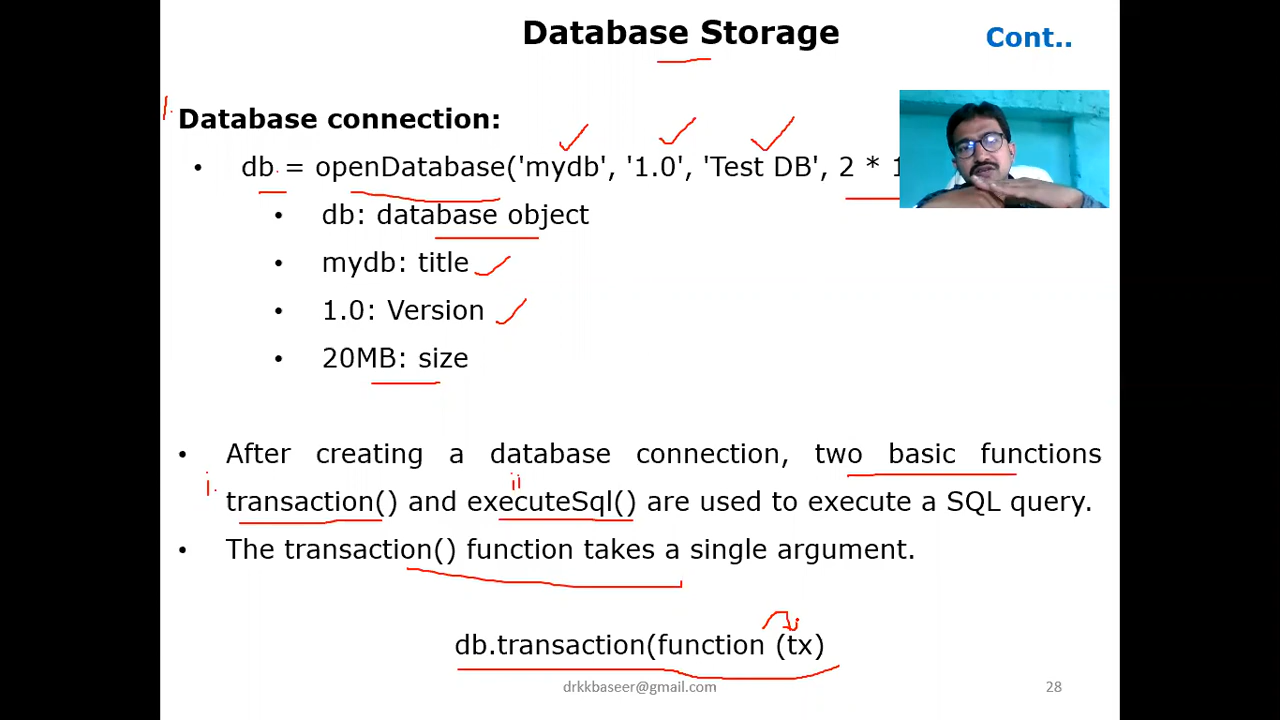 Database Storage
Cont..
1. Database connection:
• db = openDatabase('mydb', '1.0', 'Test DB', 2 * 1
• db: database object
• mydb: title
• 1.0: Version
• 20MB: size
• After creating a database connection, two basic functions
i. ii
transaction() and executeSql() are used to execute a SQL query.
• The transaction() function takes a single argument.
db.transaction(function (tx)
drkkbaseer@gmail.com
28